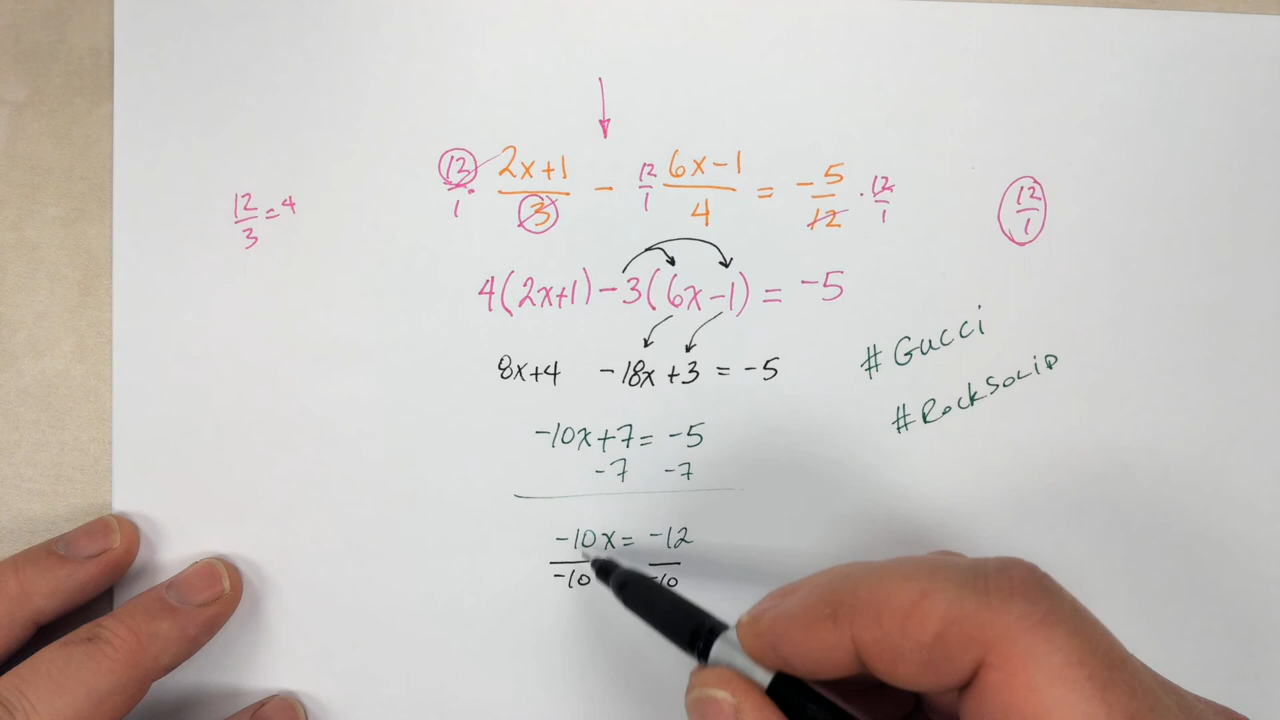 12/1 · (2x+1)/3 − 12/1 (6x−1)/4 = −5/12 · 12/1
12/3 = 4
12/1
4(2x+1) − 3(6x−1) = −5
8x+4 −18x +3 = −5
#Gucci
#RockSolid
−10x+7 = −5
−7 −7
−10x = −12
−10 −10